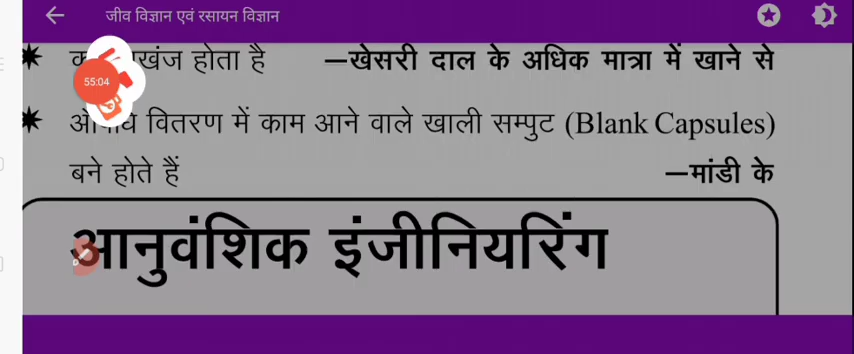 जीव विज्ञान एवं रसायन विज्ञान
होता है —खेसरी दाल के अधिक मात्रा में खाने से
55:04
वितरण में काम आने वाले खाली सम्पुट (Blank Capsules)
बने होते हैं —मांडी के
आनुवंशिक इंजीनियरिंग